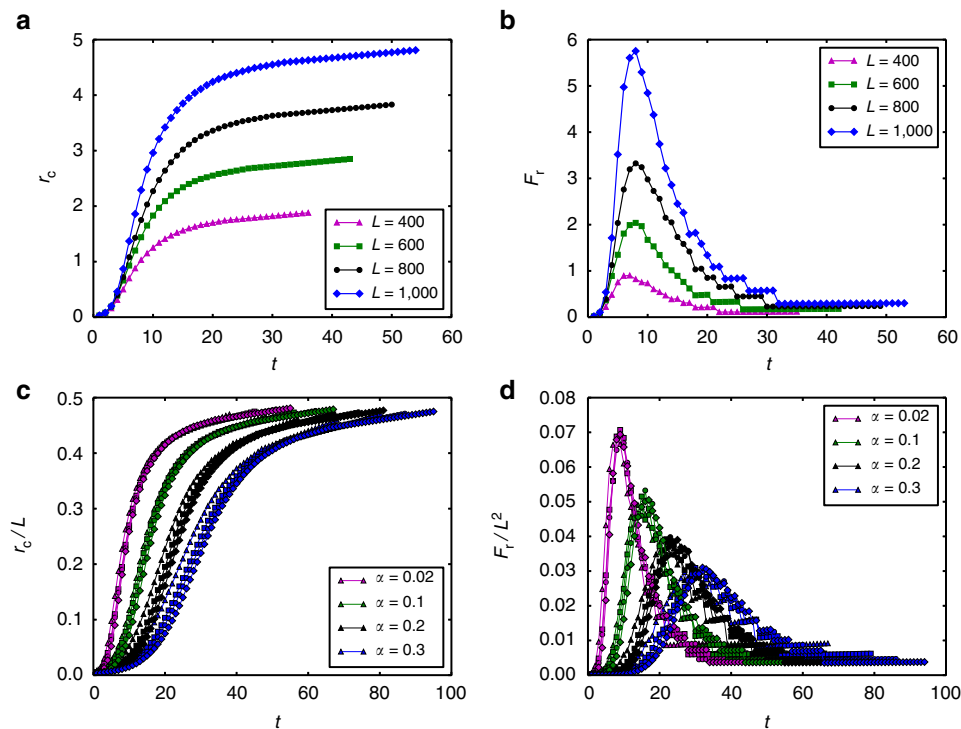 a
5
4
3
2
1
0
r_c
0 10 20 30 40 50 60
t
L = 400
L = 600
L = 800
L = 1,000
b
6
5
4
3
2
1
0
F_r
0 10 20 30 40 50 60
t
L = 400
L = 600
L = 800
L = 1,000
c
0.5
0.4
0.3
0.2
0.1
0.0
r_c / L
0 20 40 60 80 100
t
α = 0.02
α = 0.1
α = 0.2
α = 0.3
d
0.08
0.07
0.06
0.05
0.04
0.03
0.02
0.01
0.00
F_r / L²
0 20 40 60 80 100
t
α = 0.02
α = 0.1
α = 0.2
α = 0.3